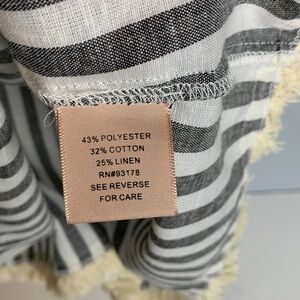 43% POLYESTER
32% COTTON
25% LINEN
RN#93178
SEE REVERSE
FOR CARE